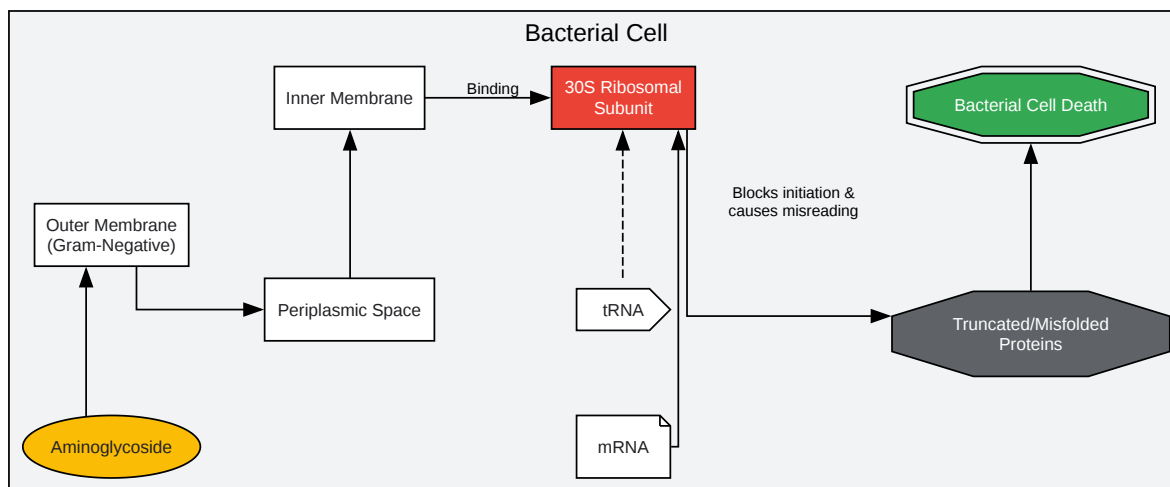 Bacterial Cell
Inner Membrane
Binding
30S Ribosomal
Subunit
Bacterial Cell Death
Blocks initiation &
causes misreading
Outer Membrane
(Gram-Negative)
Periplasmic Space
tRNA
Truncated/Misfolded
Proteins
Aminoglycoside
mRNA